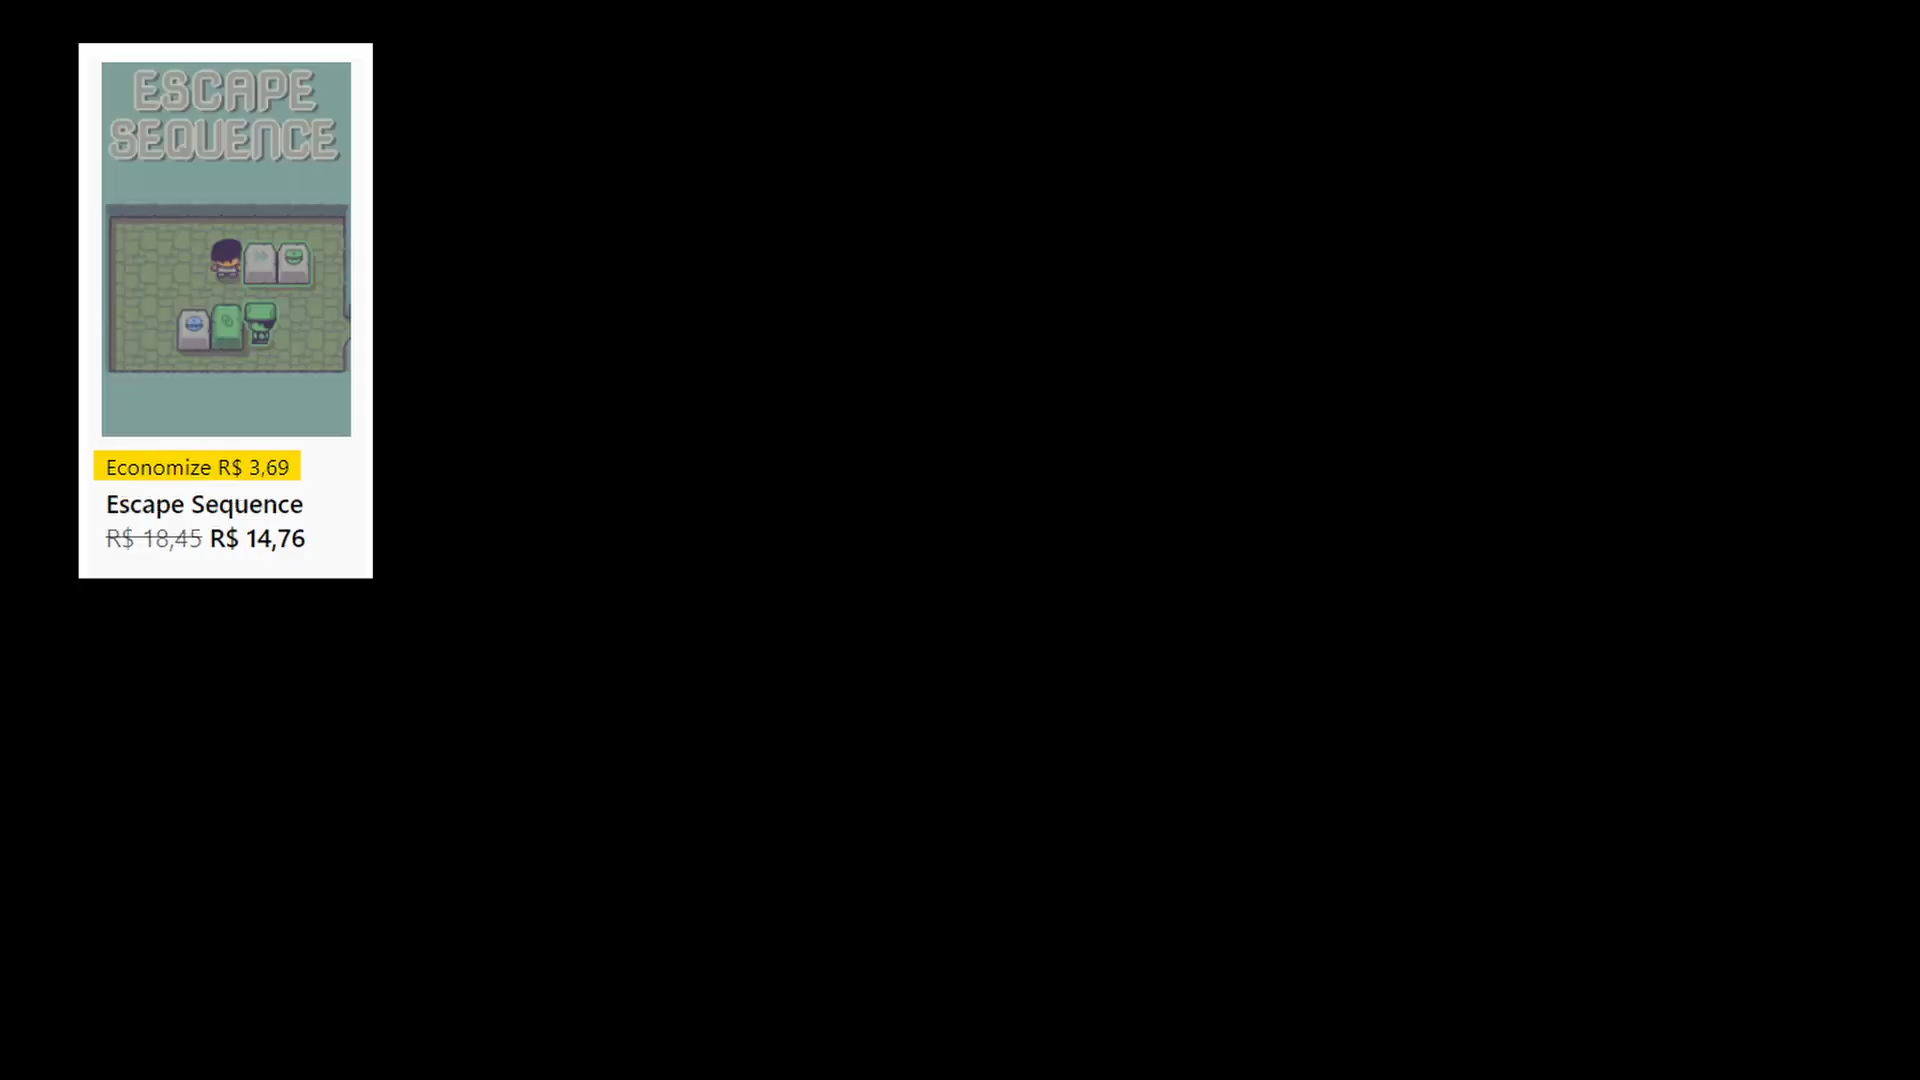 ESCAPE
SEQUENCE
Economize R$ 3,69
Escape Sequence
R$ 18,45 R$ 14,76